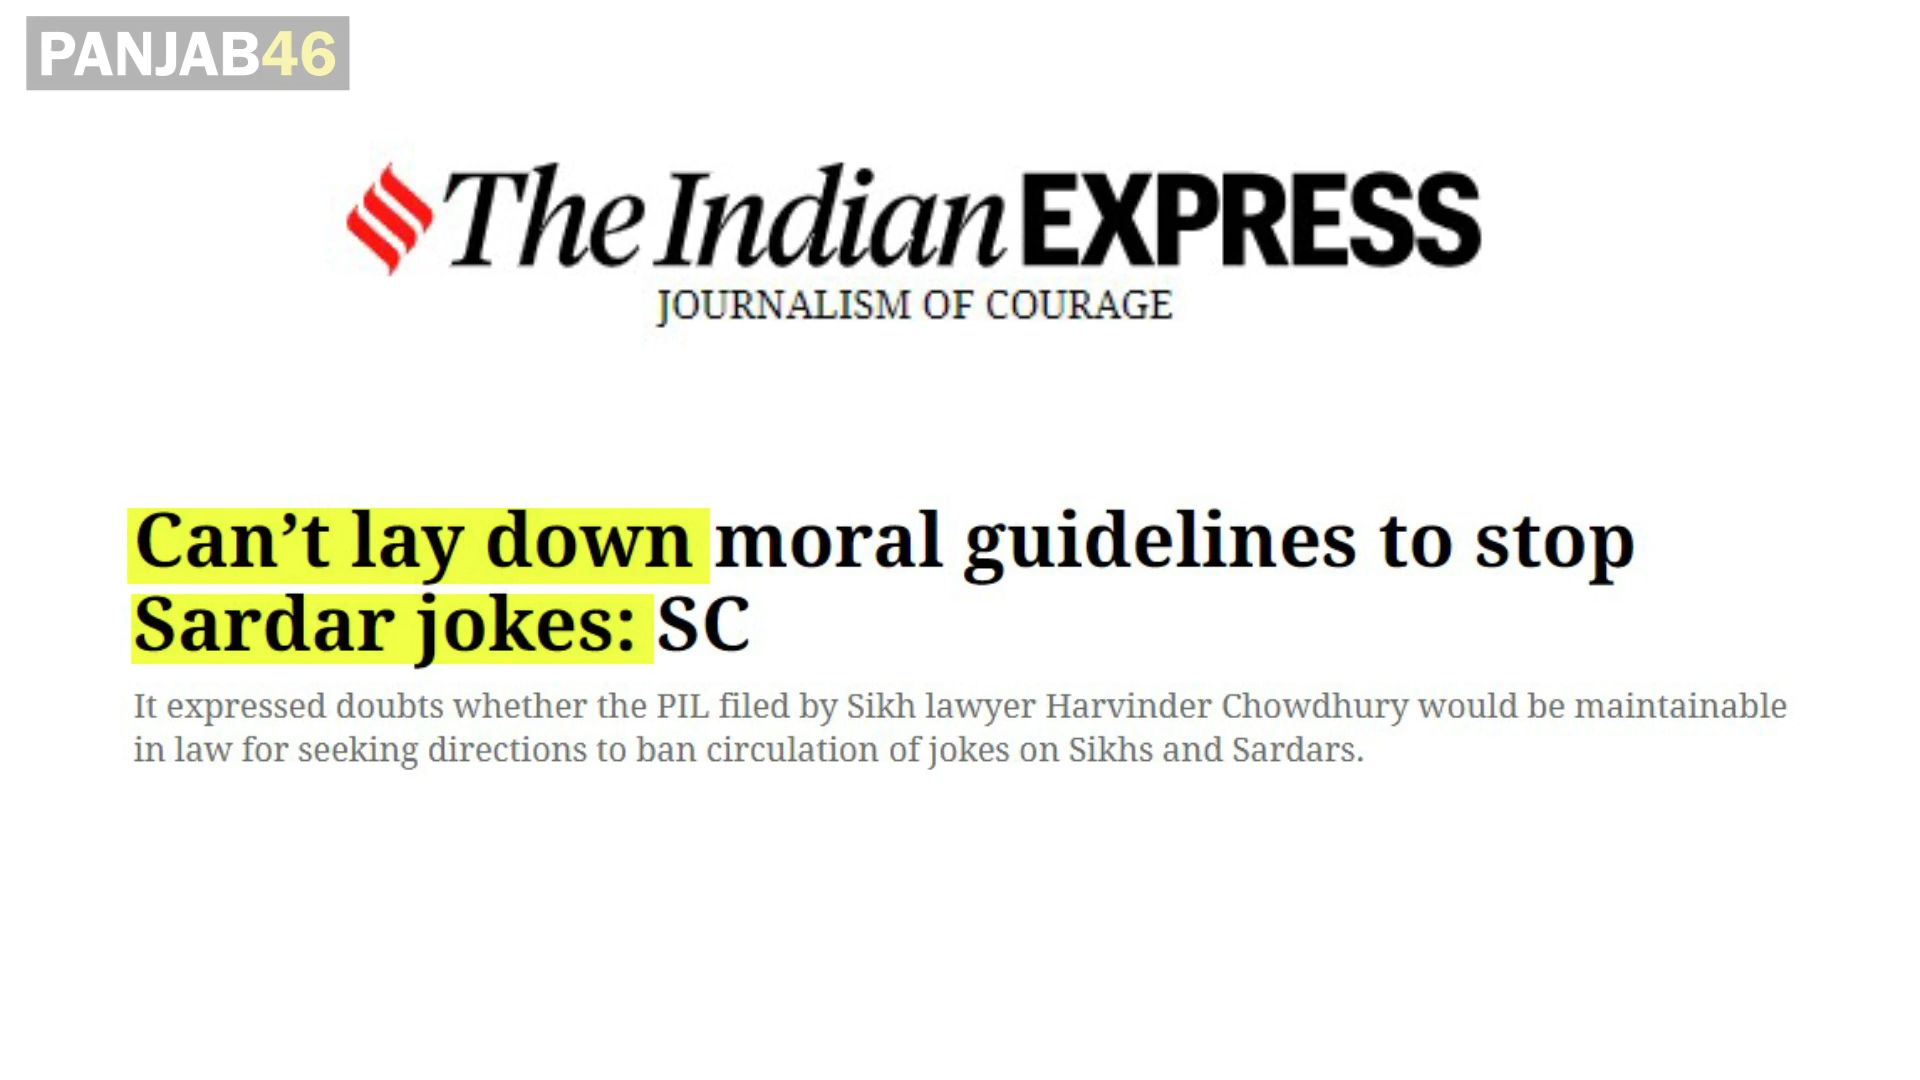 PANJAB46
The Indian EXPRESS
JOURNALISM OF COURAGE
Can’t lay down moral guidelines to stop
Sardar jokes: SC
It expressed doubts whether the PIL filed by Sikh lawyer Harvinder Chowdhury would be maintainable
in law for seeking directions to ban circulation of jokes on Sikhs and Sardars.